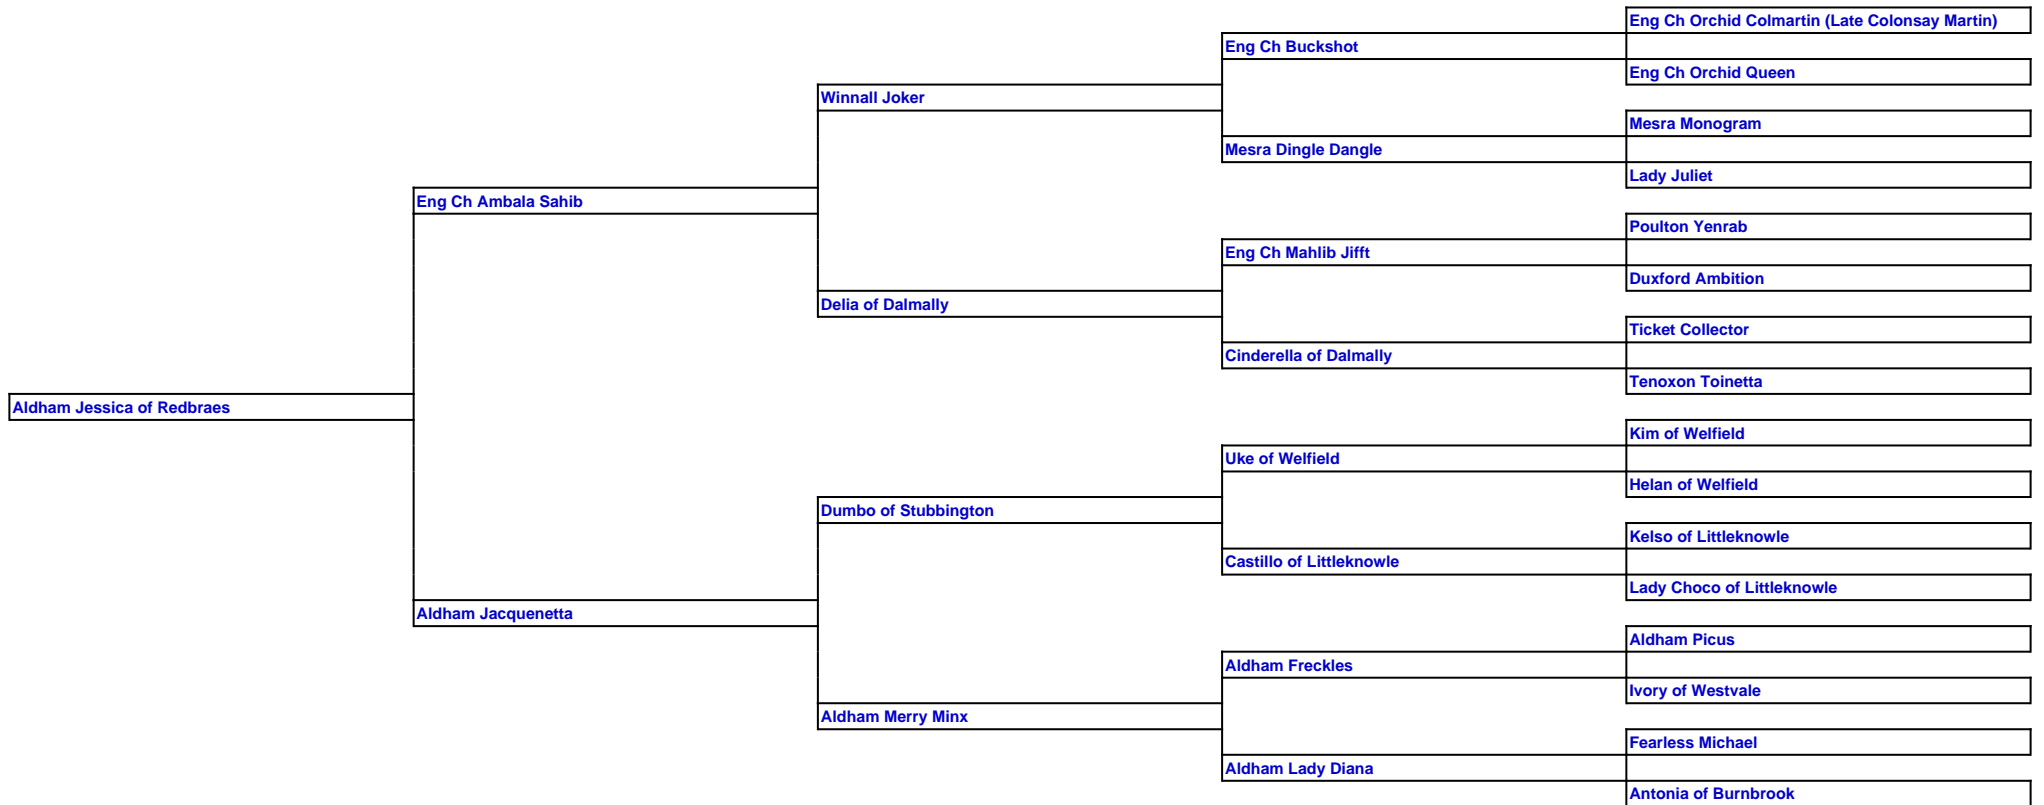 Eng Ch Orchid Colmartin (Late Colonsay Martin)
Eng Ch Buckshot
Eng Ch Orchid Queen
Winnall Joker
Mesra Monogram
Mesra Dingle Dangle
Lady Juliet
Eng Ch Ambala Sahib
Poulton Yenrab
Eng Ch Mahlib Jifft
Duxford Ambition
Delia of Dalmally
Ticket Collector
Cinderella of Dalmally
Tenoxon Toinetta
Aldham Jessica of Redbraes
Kim of Welfield
Uke of Welfield
Helan of Welfield
Dumbo of Stubbington
Kelso of Littleknowle
Castillo of Littleknowle
Lady Choco of Littleknowle
Aldham Jacquenetta
Aldham Picus
Aldham Freckles
Ivory of Westvale
Aldham Merry Minx
Fearless Michael
Aldham Lady Diana
Antonia of Burnbrook